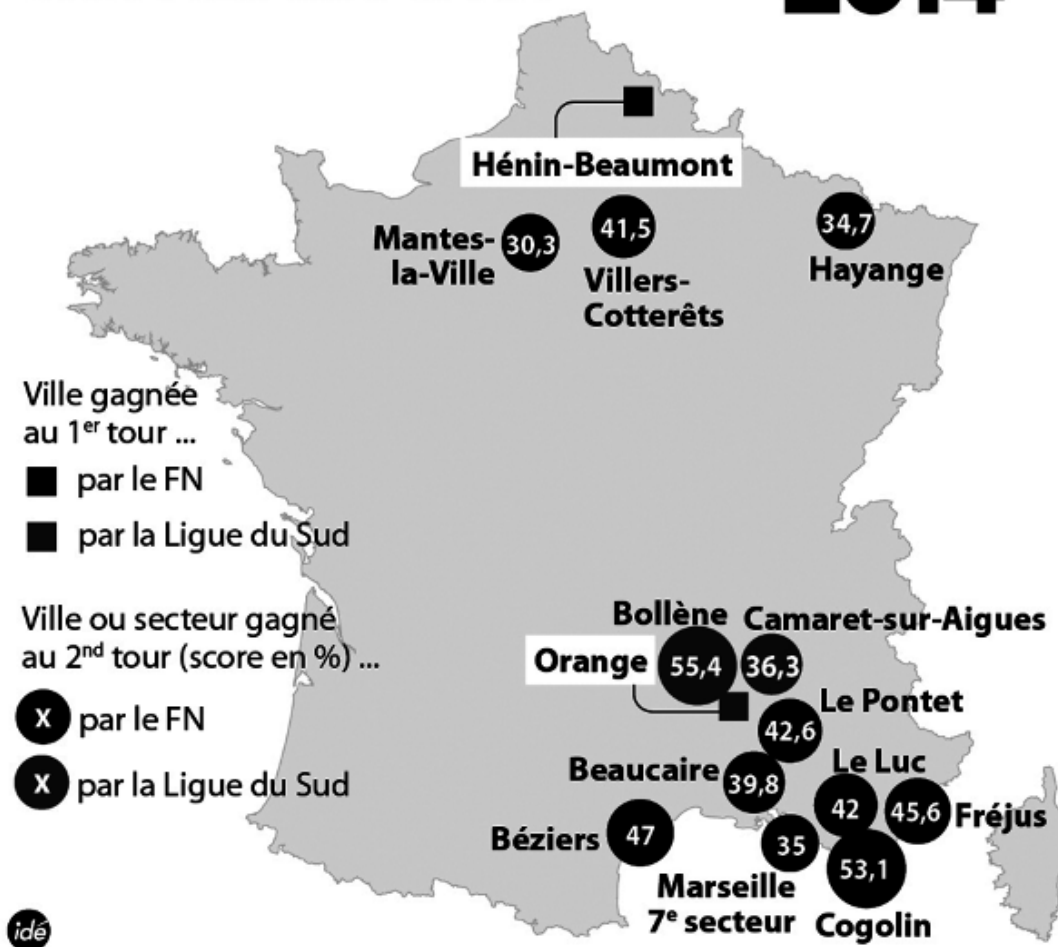 2014
Hénin-Beaumont
Mantes-
la-Ville
30,3
41,5
Villers-
Cotterêts
34,7
Hayange
Ville gagnée
au 1er tour ...
par le FN
par la Ligue du Sud
Ville ou secteur gagné
au 2nd tour (score en %) ...
X par le FN
X par la Ligue du Sud
Bollène
55,4
Camaret-sur-Aigues
36,3
Orange
Le Pontet
42,6
Beaucaire
39,8
Le Luc
42
45,6
Fréjus
Béziers
47
35
Marseille
7e secteur
53,1
Cogolin
idé